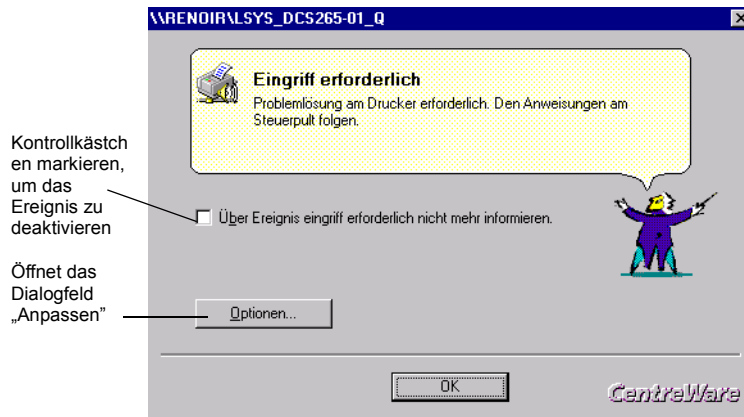 \\RENOIR\LSYS_DCS265-01_Q
Eingriff erforderlich
Problemlösung am Drucker erforderlich. Den Anweisungen am
Steuerpult folgen.
Kontrollkästch
en markieren,
um das
Ereignis zu
deaktivieren
Über Ereignis eingriff erforderlich nicht mehr informieren.
Öffnet das
Dialogfeld
„Anpassen”
Optionen...
OK
CentreWare